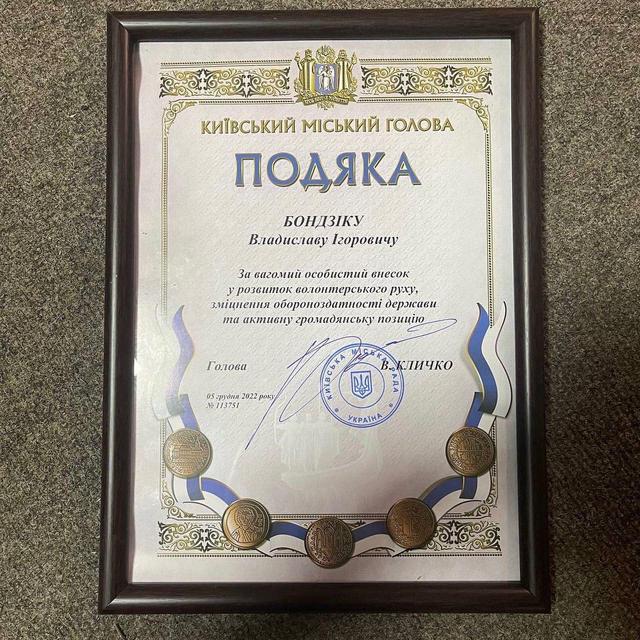 КИЇВСЬКИЙ МІСЬКИЙ ГОЛОВА
ПОДЯКА
БОНДЗІКУ
Владиславу Ігоровичу
За вагомий особистий внесок
у розвиток волонтерського руху,
зміцнення обороноздатності держави
та активну громадянську позицію
Голова
В. КЛИЧКО
КИЇВСЬКА МІСЬКА РАДА
УКРАЇНА
05 грудня 2022 року
№ 113751